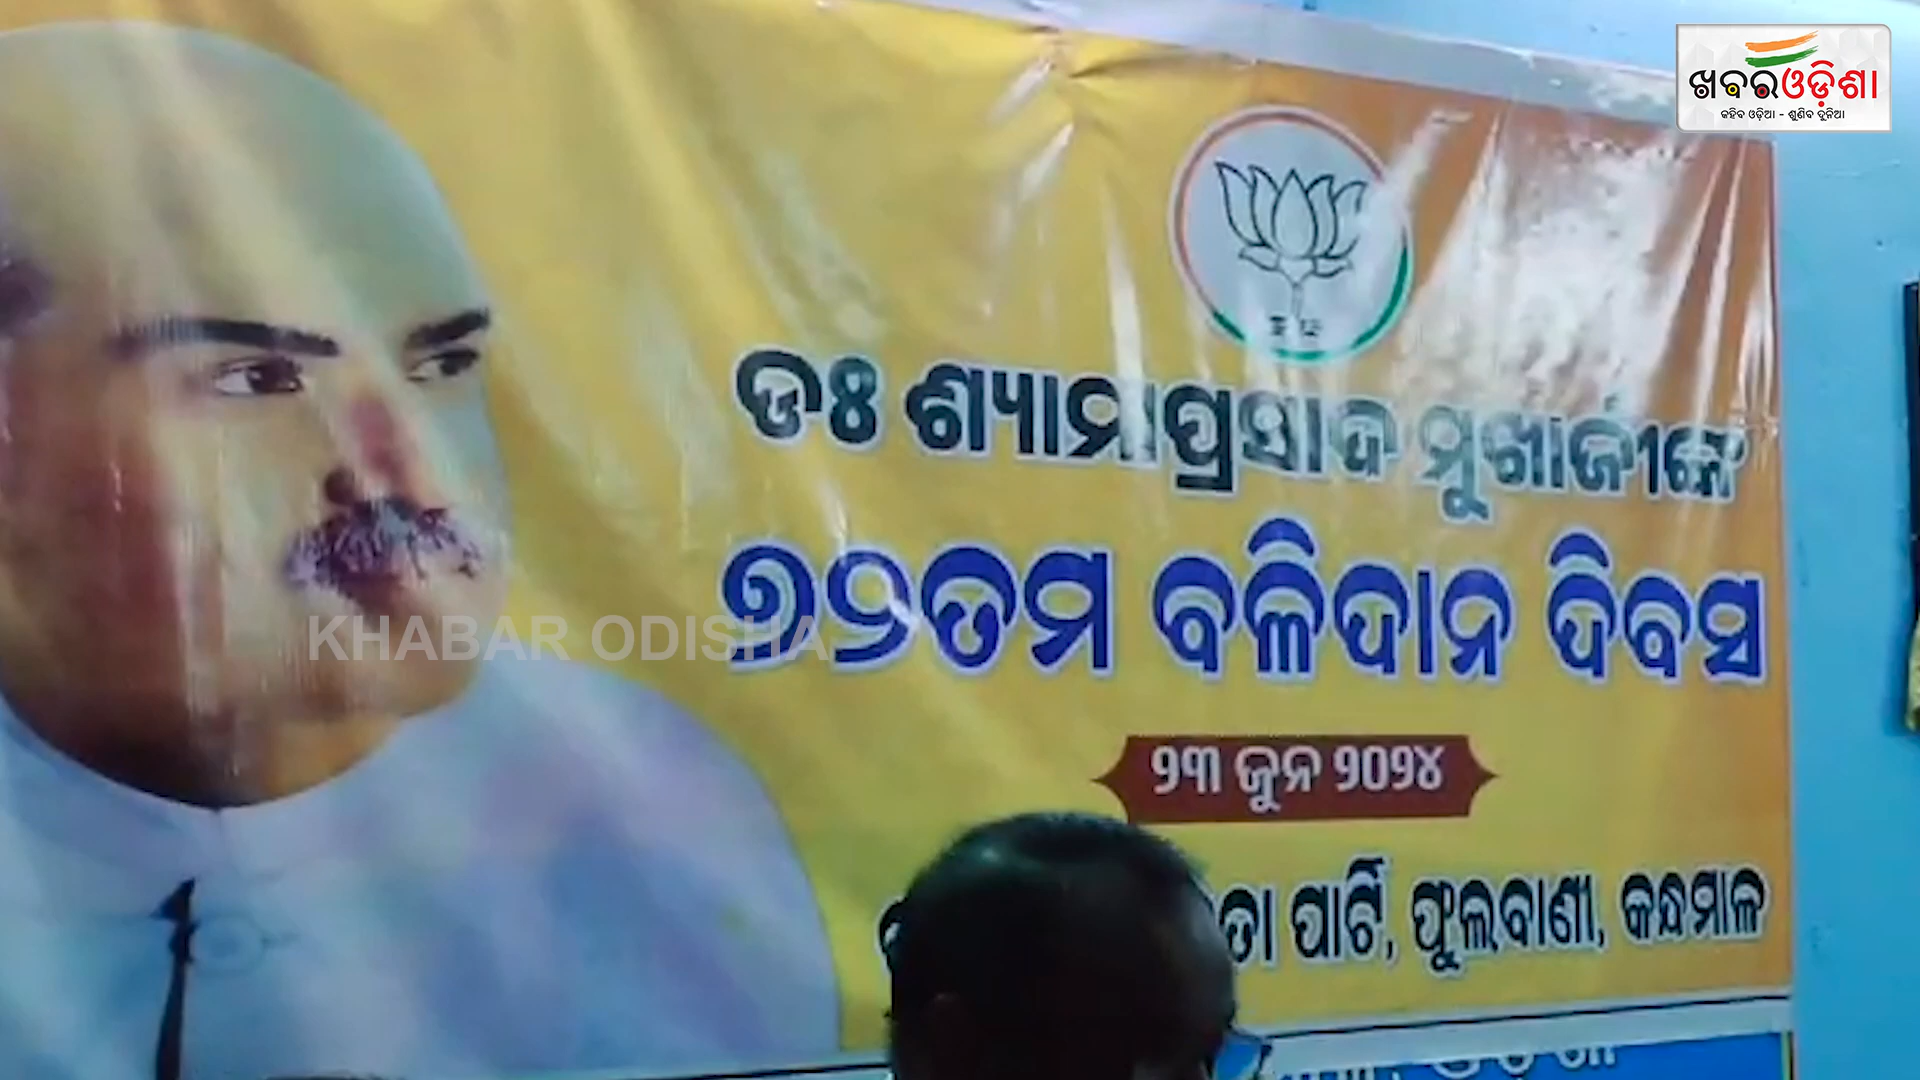 ଖବରଓଡ଼ିଶା
କହିବ ଓଡ଼ିଆ - ଶୁଣିବ ଦୁନିଆ
ଡଃ ଶ୍ୟାମାପ୍ରସାଦ ମୁଖାର୍ଜୀଙ୍କ
୭୨ତମ ବଳିଦାନ ଦିବସ
KHABAR ODISHA
୨୩ ଜୁନ ୨୦୨୪
ପାର୍ଟି, ଫୁଲବାଣୀ, କନ୍ଧମାଳ